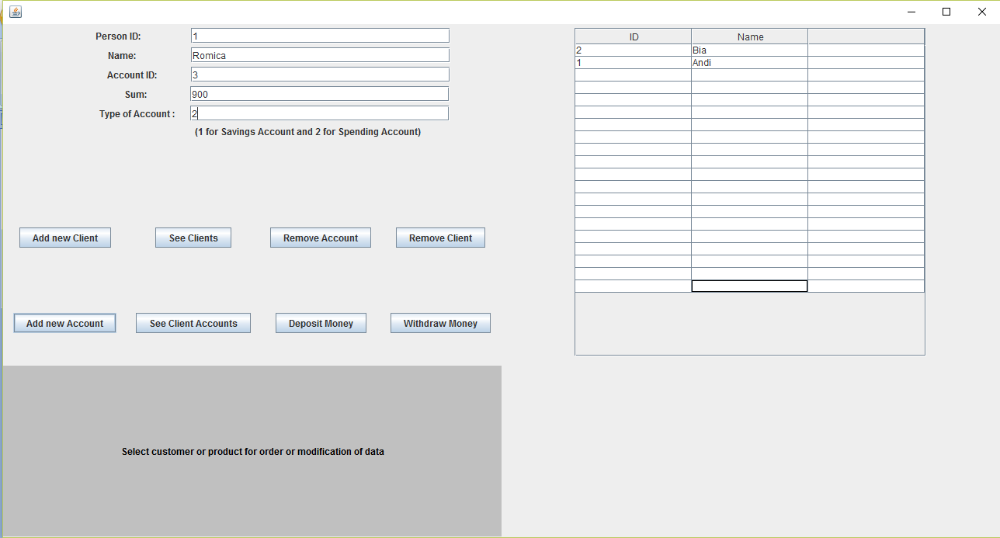 Person ID: 1
Name: Romica
Account ID: 3
Sum: 900
Type of Account : 2
(1 for Savings Account and 2 for Spending Account)
Add new Client See Clients Remove Account Remove Client
Add new Account See Client Accounts Deposit Money Withdraw Money
Select customer or product for order or modification of data
ID Name
2 Bia
1 Andi